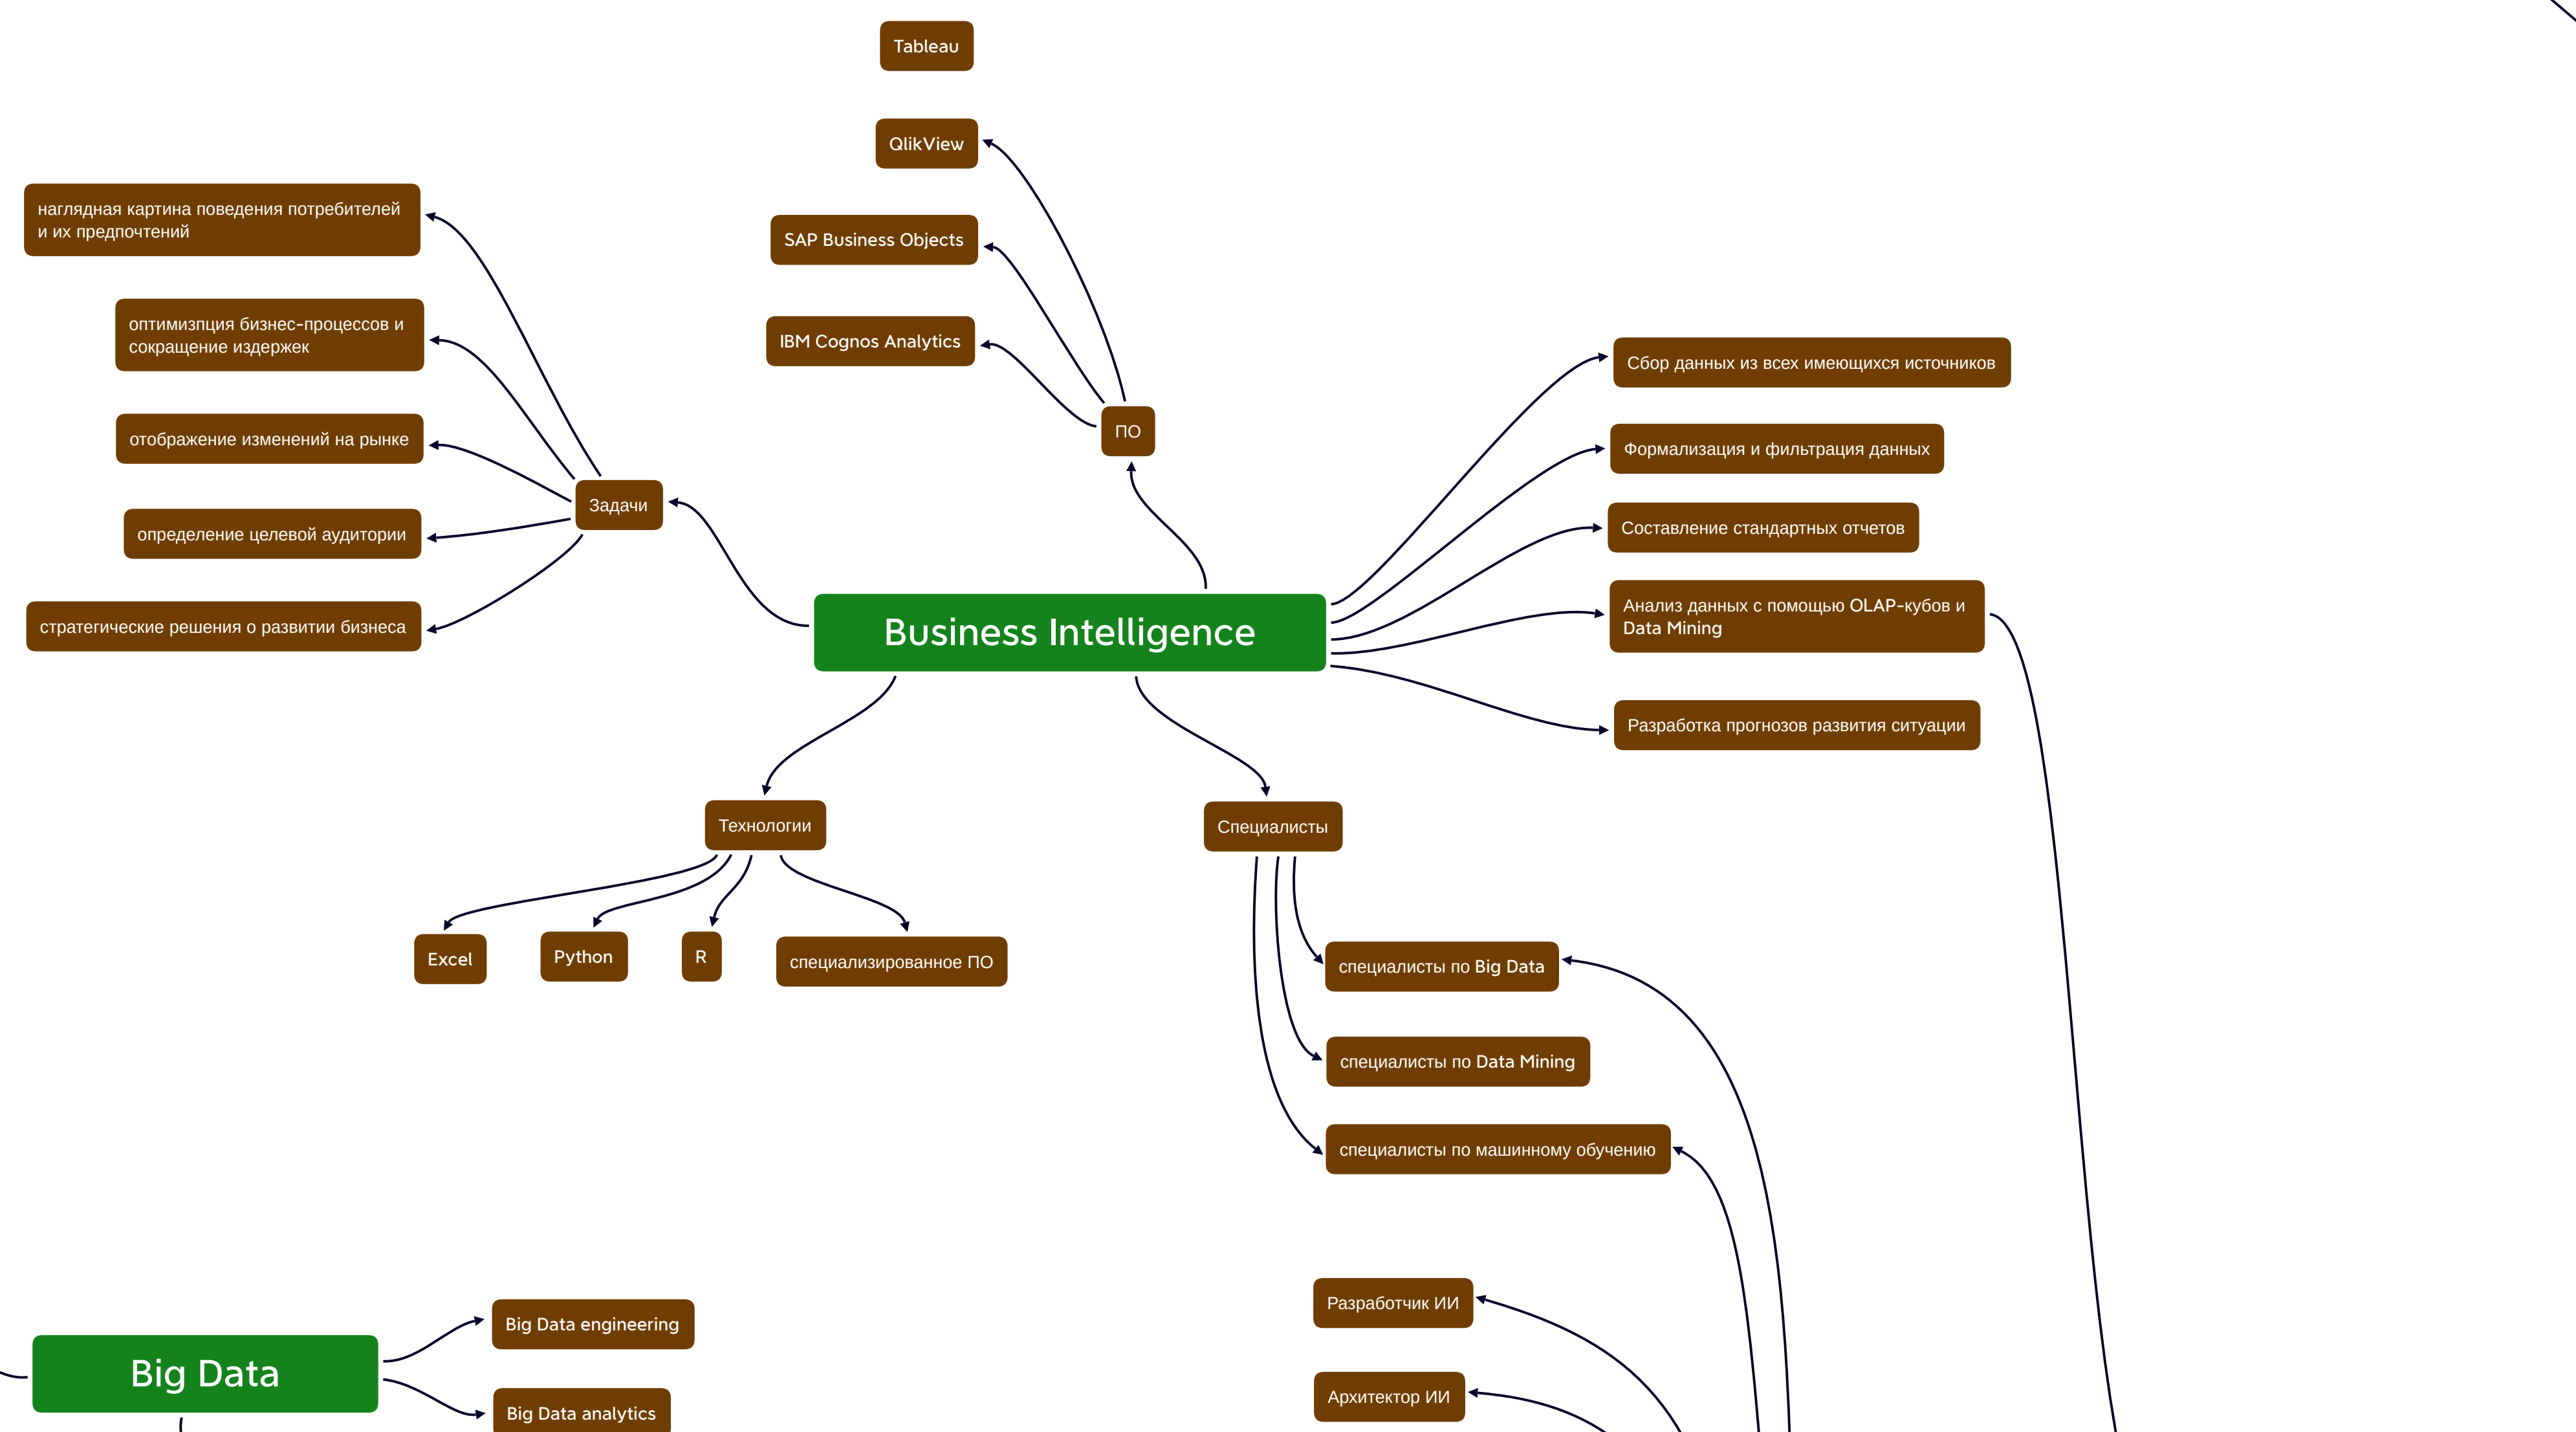 Tableau
QlikView
SAP Business Objects
IBM Cognos Analytics
ПО
наглядная картина поведения потребителей
и их предпочтений
оптимизпция бизнес-процессов и
сокращение издержек
отображение изменений на рынке
определение целевой аудитории
стратегические решения о развитии бизнеса
Задачи
Business Intelligence
Сбор данных из всех имеющихся источников
Формализация и фильтрация данных
Составление стандартных отчетов
Анализ данных с помощью OLAP-кубов и
Data Mining
Разработка прогнозов развития ситуации
Технологии
Excel
Python
R
специализированное ПО
Специалисты
специалисты по Big Data
специалисты по Data Mining
специалисты по машинному обучению
Разработчик ИИ
Архитектор ИИ
Big Data
Big Data engineering
Big Data analytics